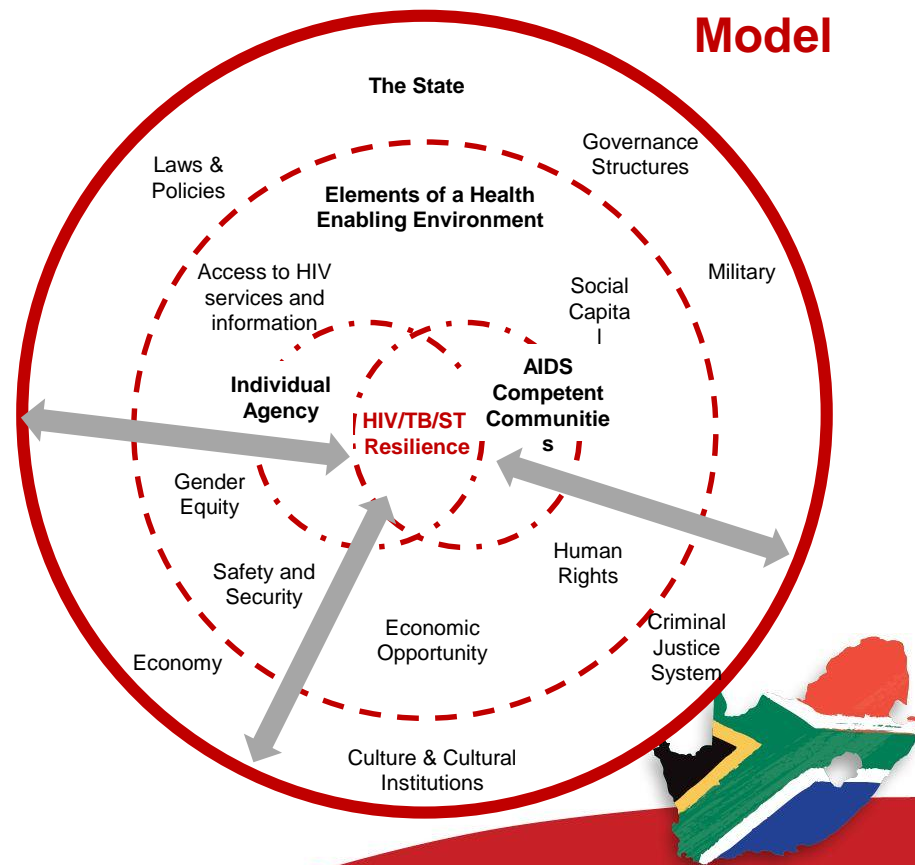 Model
The State
Governance
Structures
Laws &
Policies
Elements of a Health
Enabling Environment
Access to HIV
services and
information
Social
Capita
l
Military
Individual
Agency
AIDS
Competent
Communitie
s
HIV/TB/ST
Resilience
Gender
Equity
Human
Rights
Safety and
Security
Economic
Opportunity
Criminal
Justice
System
Economy
Culture & Cultural
Institutions